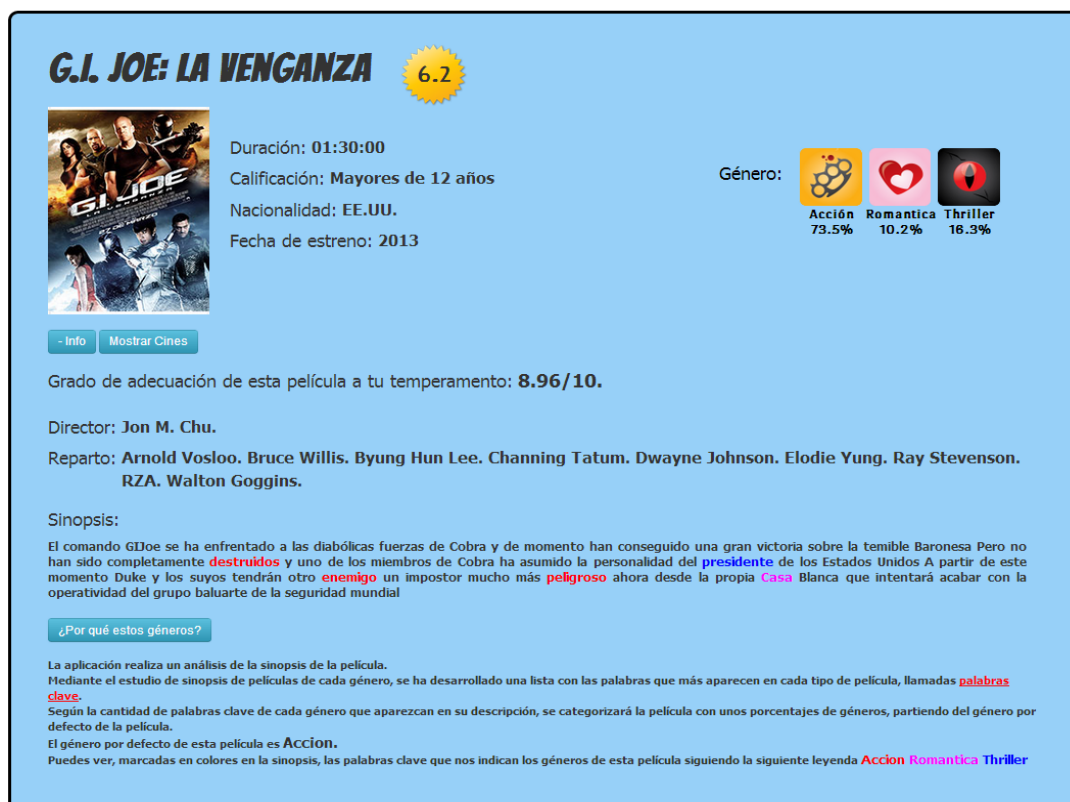 G.I. JOE: LA VENGANZA
6.2
G.I. JOE
LA VENGANZA
27 DE MARZO
Duración: 01:30:00
Calificación: Mayores de 12 años
Nacionalidad: EE.UU.
Fecha de estreno: 2013
Género:
Acción Romantica Thriller
73.5% 10.2% 16.3%
- Info Mostrar Cines
Grado de adecuación de esta película a tu temperamento: 8.96/10.
Director: Jon M. Chu.
Reparto: Arnold Vosloo. Bruce Willis. Byung Hun Lee. Channing Tatum. Dwayne Johnson. Elodie Yung. Ray Stevenson.
RZA. Walton Goggins.
Sinopsis:
El comando GIJoe se ha enfrentado a las diabólicas fuerzas de Cobra y de momento han conseguido una gran victoria sobre la temible Baronesa Pero no
han sido completamente destruidos y uno de los miembros de Cobra ha asumido la personalidad del presidente de los Estados Unidos A partir de este
momento Duke y los suyos tendrán otro enemigo un impostor mucho más peligroso ahora desde la propia Casa Blanca que intentará acabar con la
operatividad del grupo baluarte de la seguridad mundial
¿Por qué estos géneros?
La aplicación realiza un análisis de la sinopsis de la película.
Mediante el estudio de sinopsis de películas de cada género, se ha desarrollado una lista con las palabras que más aparecen en cada tipo de película, llamadas palabras
clave.
Según la cantidad de palabras clave de cada género que aparezcan en su descripción, se categorizará la película con unos porcentajes de géneros, partiendo del género por
defecto de la película.
El género por defecto de esta película es Accion.
Puedes ver, marcadas en colores en la sinopsis, las palabras clave que nos indican los géneros de esta película siguiendo la siguiente leyenda Accion Romantica Thriller